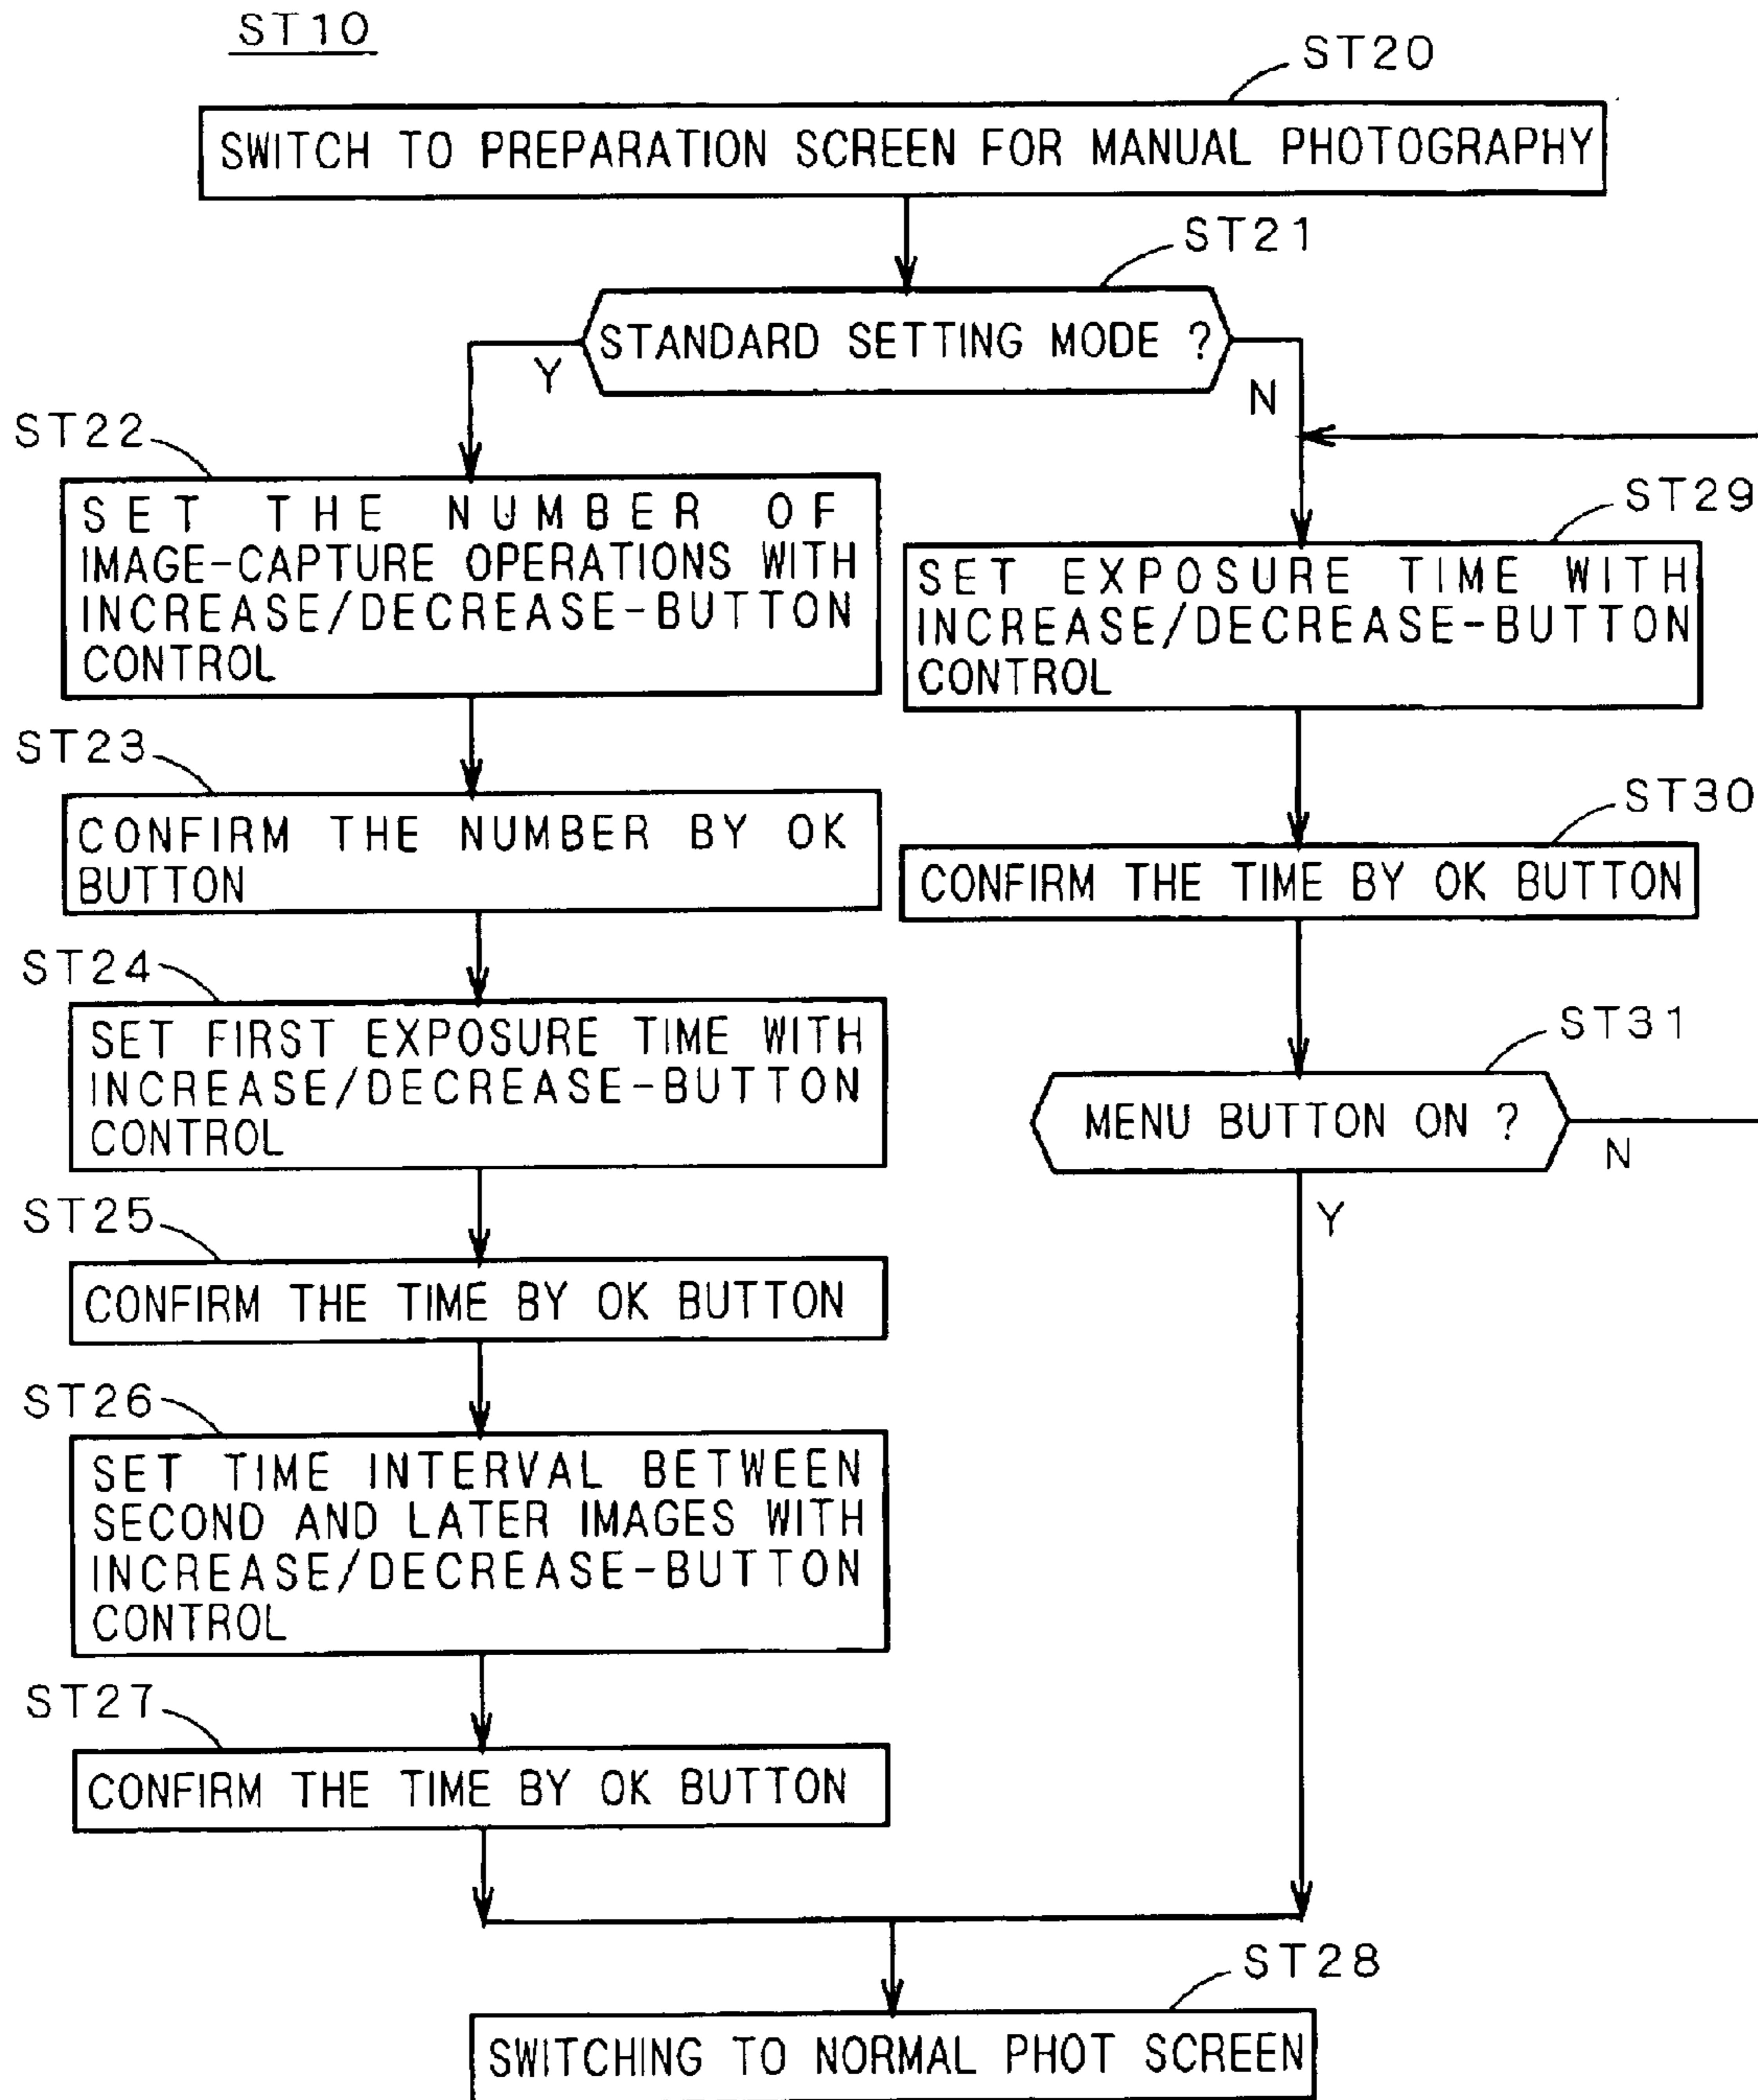 ST10
ST20
SWITCH TO PREPARATION SCREEN FOR MANUAL PHOTOGRAPHY
ST21
STANDARD SETTING MODE ?
Y
N
ST22
SET THE NUMBER OF
IMAGE-CAPTURE OPERATIONS WITH
INCREASE/DECREASE-BUTTON
CONTROL
ST23
CONFIRM THE NUMBER BY OK
BUTTON
ST24
SET FIRST EXPOSURE TIME WITH
INCREASE/DECREASE-BUTTON
CONTROL
ST25
CONFIRM THE TIME BY OK BUTTON
ST26
SET TIME INTERVAL BETWEEN
SECOND AND LATER IMAGES WITH
INCREASE/DECREASE-BUTTON
CONTROL
ST27
CONFIRM THE TIME BY OK BUTTON
ST29
SET EXPOSURE TIME WITH
INCREASE/DECREASE-BUTTON
CONTROL
ST30
CONFIRM THE TIME BY OK BUTTON
ST31
MENU BUTTON ON ?
N
Y
ST28
SWITCHING TO NORMAL PHOT SCREEN